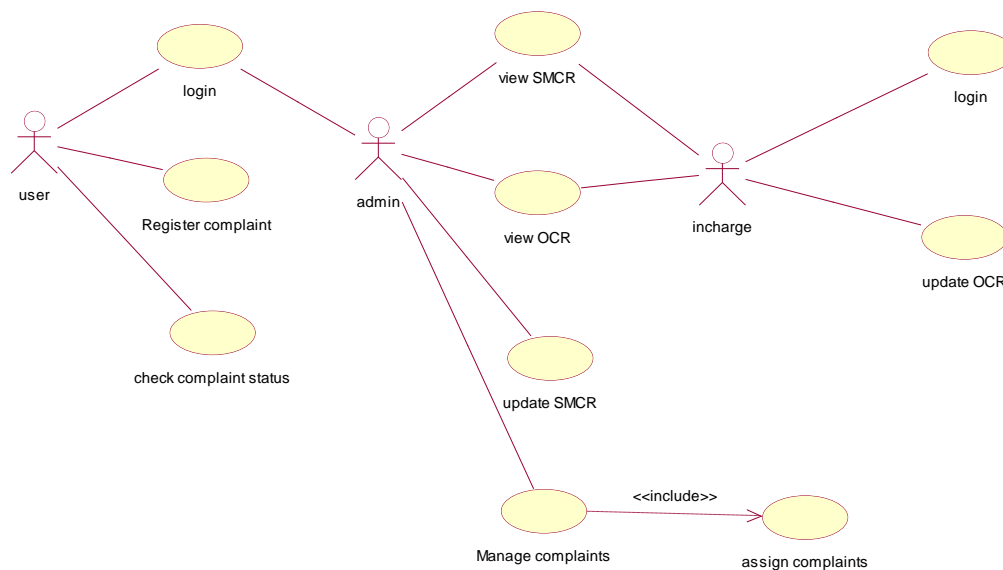 view SMCR
login
login
user
admin
Register complaint
view OCR
incharge
update OCR
check complaint status
update SMCR
<<include>>
Manage complaints
assign complaints